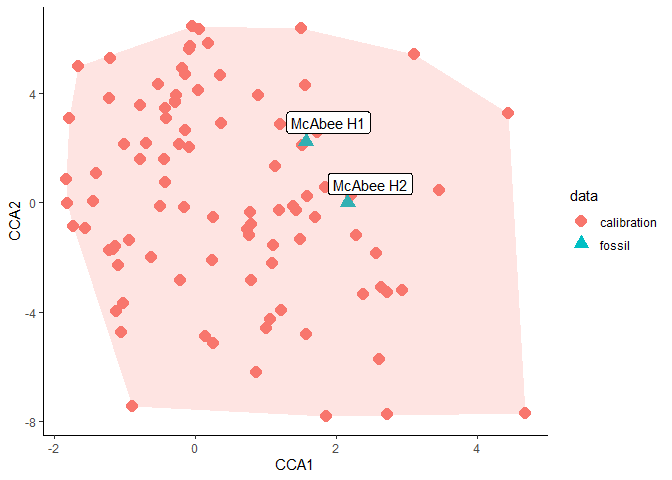 McAbee H1
McAbee H2
4
0
-4
-8
-2
0
2
4
CCA1
CCA2
data
calibration
fossil